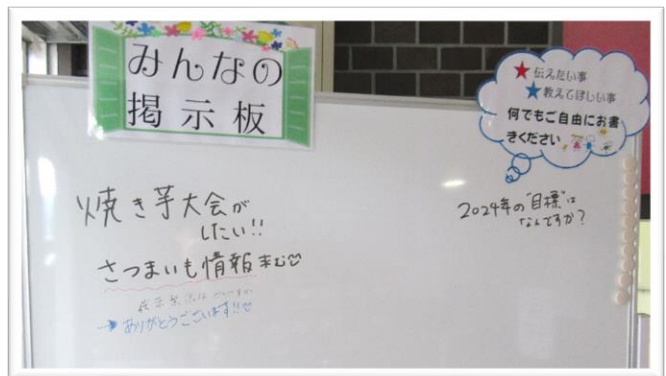 みんなの
掲示板
★伝えたい事
★教えてほしい事
何でもご自由にお書
きください
焼き芋大会が
したい!!
さつまいも情報求む
→ありがとうございます!!
2024年の"目標"は
なんですか?